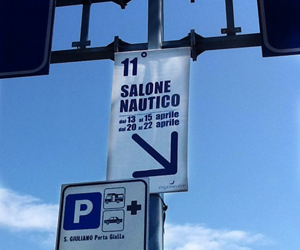 11
SALONE
NAUTICO
dal 13 al 15 aprile
dal 20 al 22 aprile
P
S. GIULIANO Porta Gialla